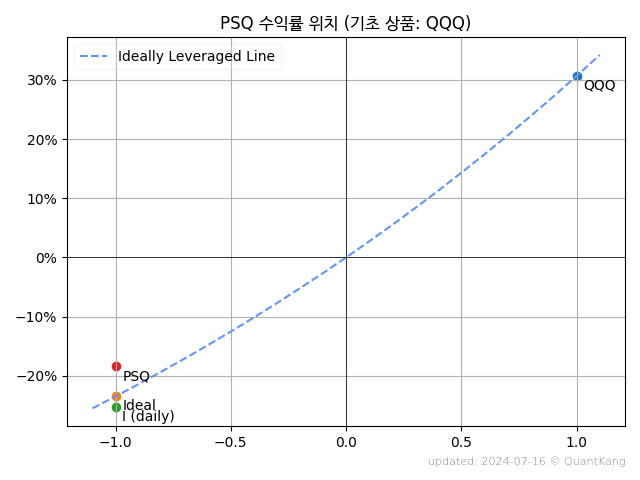 PSQ 수익률 위치 (기초 상품: QQQ)
Ideally Leveraged Line
30%
20%
10%
0%
−10%
−20%
QQQ
PSQ
Ideal
I (daily)
−1.0
−0.5
0.0
0.5
1.0
updated: 2024-07-16 © QuantKang